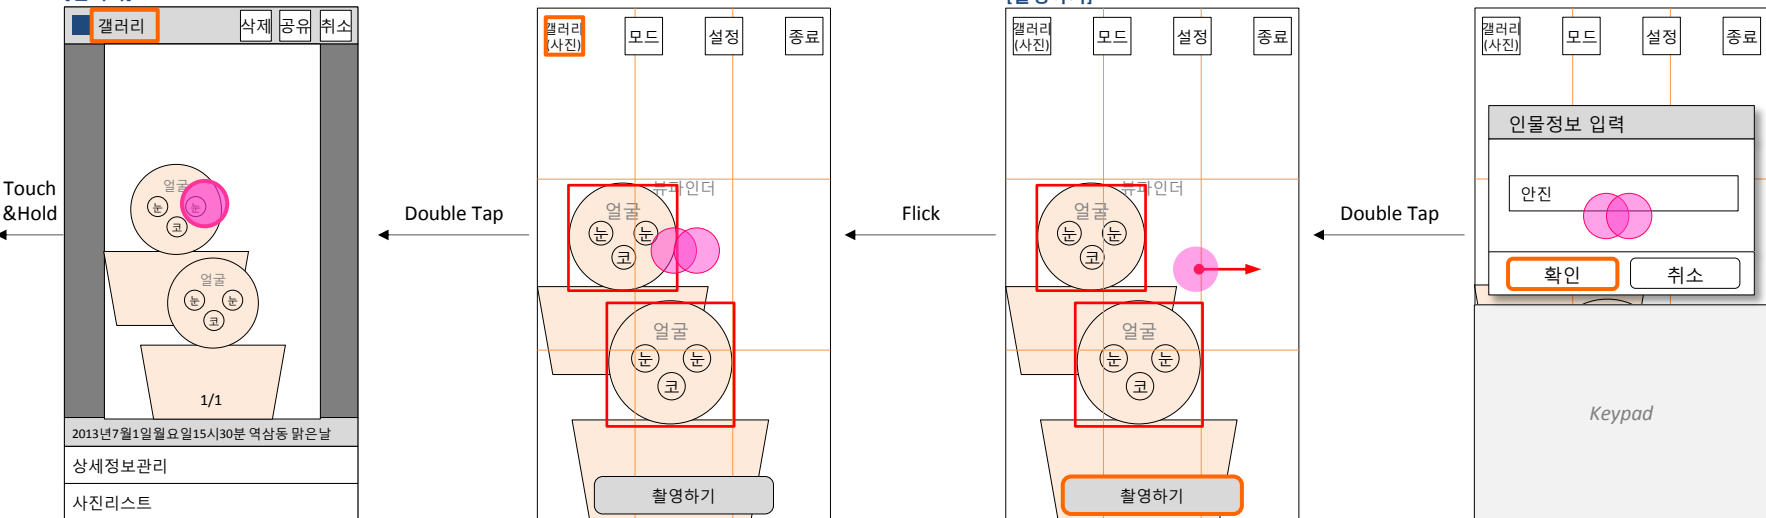 갤러리
삭제
공유
취소
얼굴
눈
눈
코
얼굴
눈
눈
코
1/1
2013년7월1일월요일15시30분 역삼동 맑은날
상세정보관리
사진리스트
Touch
&Hold
갤러리
(사진)
모드
설정
종료
뷰파인더
얼굴
눈
눈
코
얼굴
눈
눈
코
촬영하기
Double Tap
갤러리
(사진)
모드
설정
종료
뷰파인더
얼굴
눈
눈
코
얼굴
눈
눈
코
촬영하기
Flick
갤러리
(사진)
모드
설정
종료
인물정보 입력
안진
확인
취소
Keypad
Double Tap